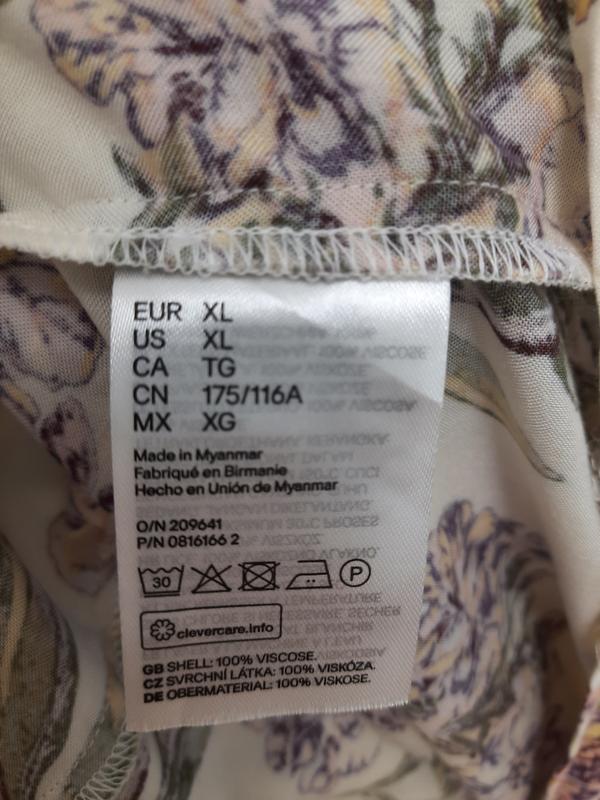 EUR XL
US XL
CA TG
CN 175/116A
MX XG
Made in Myanmar
Fabriqué en Birmanie
Hecho en Unión de Myanmar
O/N 209641
P/N 0816166 2
30 P
clevercare.info
GB SHELL: 100% VISCOSE.
CZ SVRCHNÍ LÁTKA: 100% VISKÓZA.
DE OBERMATERIAL: 100% VISKOSE.